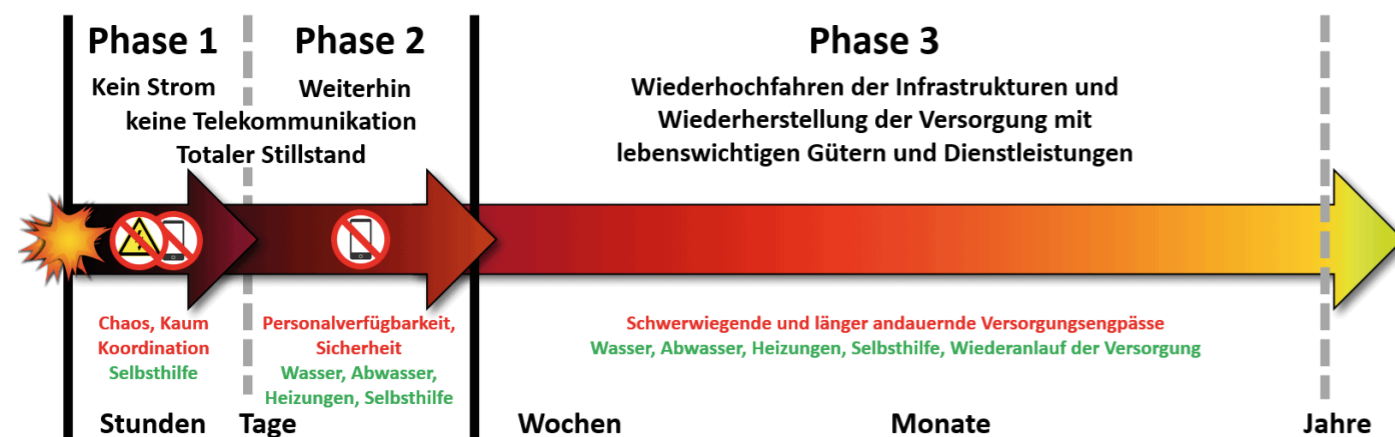 Phase 1
Phase 2
Phase 3
Kein Strom
Weiterhin
keine Telekommunikation
Totaler Stillstand
Wiederhochfahren der Infrastrukturen und
Wiederherstellung der Versorgung mit
lebenswichtigen Gütern und Dienstleistungen
Chaos, Kaum
Koordination
Selbsthilfe
Personalverfügbarkeit,
Sicherheit
Wasser, Abwasser,
Heizungen, Selbsthilfe
Schwerwiegende und länger andauernde Versorgungsengpässe
Wasser, Abwasser, Heizungen, Selbsthilfe, Wiederanlauf der Versorgung
Stunden
Tage
Wochen
Monate
Jahre